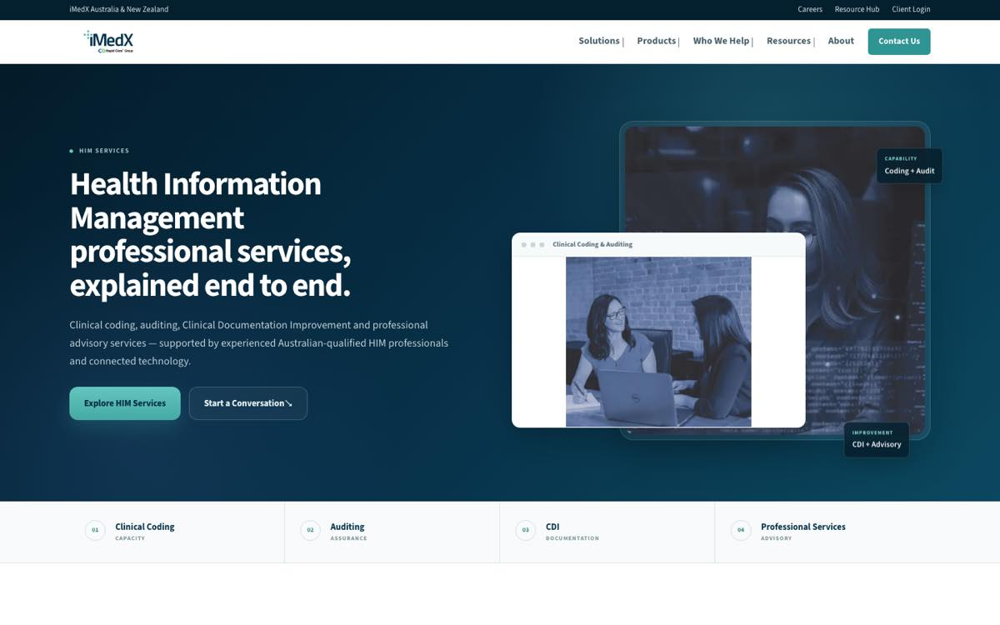 iMedX Australia & New Zealand
Careers Resource Hub Client Login
iMedX
Rapid Care Group
Solutions | Products | Who We Help | Resources | About Contact Us
HIM SERVICES
Health Information
Management
professional services,
explained end to end.
Clinical coding, auditing, Clinical Documentation Improvement and professional
advisory services — supported by experienced Australian-qualified HIM professionals
and connected technology.
Explore HIM Services
Start a Conversation↘
CAPABILITY
Coding + Audit
Clinical Coding & Auditing
DELL
IMPROVEMENT
CDI + Advisory
01 Clinical Coding
CAPACITY
02 Auditing
ASSURANCE
03 CDI
DOCUMENTATION
04 Professional Services
ADVISORY